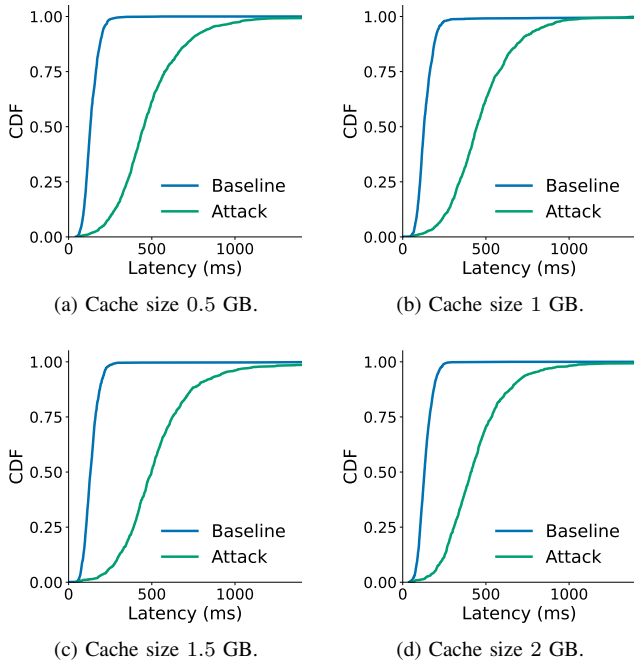 1.00
0.75
0.50
0.25
0.00
CDF
Baseline
Attack
0 500 1000
Latency (ms)
(a) Cache size 0.5 GB.
1.00
0.75
0.50
0.25
0.00
CDF
Baseline
Attack
0 500 1000
Latency (ms)
(b) Cache size 1 GB.
1.00
0.75
0.50
0.25
0.00
CDF
Baseline
Attack
0 500 1000
Latency (ms)
(c) Cache size 1.5 GB.
1.00
0.75
0.50
0.25
0.00
CDF
Baseline
Attack
0 500 1000
Latency (ms)
(d) Cache size 2 GB.